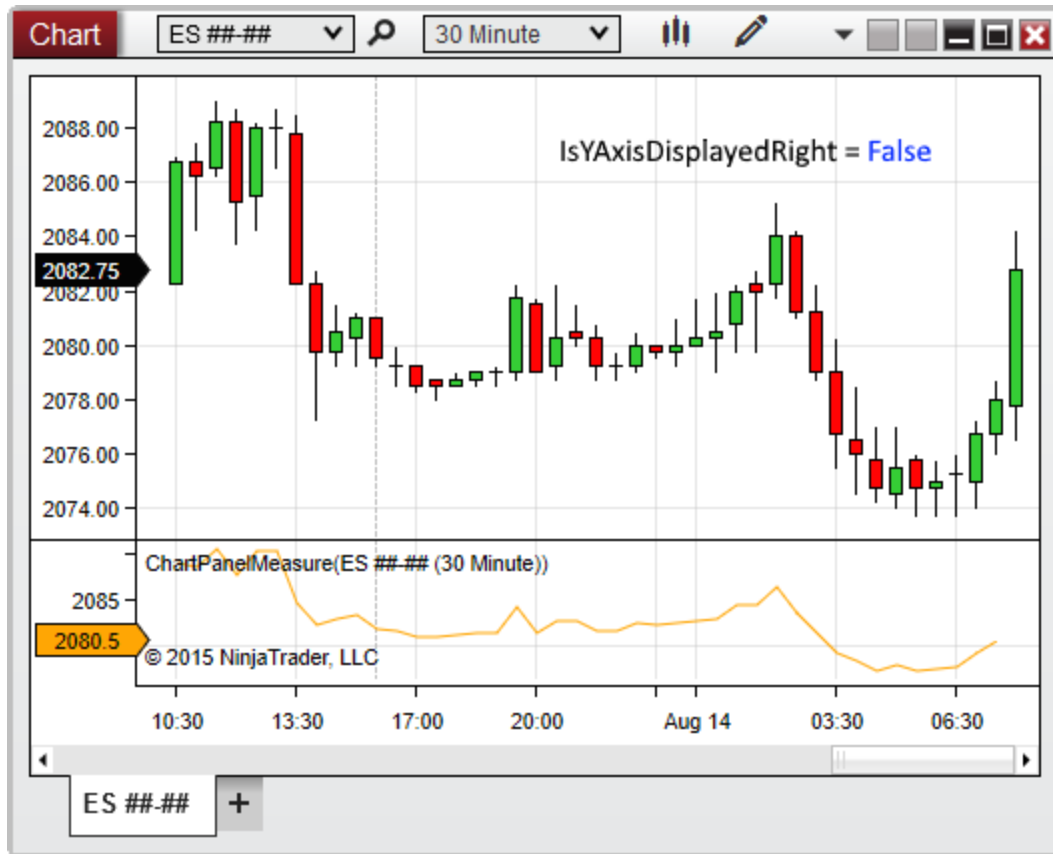 Chart ES ##-## 30 Minute
2088.00
IsYAxisDisplayedRight = False
2086.00
2084.00
2082.75
2082.00
2080.00
2078.00
2076.00
2074.00
ChartPanelMeasure(ES ##-## (30 Minute))
2085
2080.5
© 2015 NinjaTrader, LLC
10:30 13:30 17:00 20:00 Aug 14 03:30 06:30
ES ##-## +